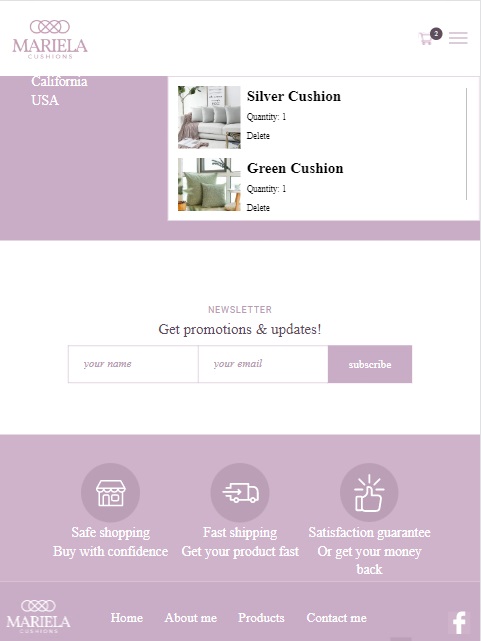 MARIELA
CUSHIONS
2
California
USA
Silver Cushion
Quantity: 1
Delete
Green Cushion
Quantity: 1
Delete
NEWSLETTER
Get promotions & updates!
your name
your email
subscribe
Safe shopping
Buy with confidence
Fast shipping
Get your product fast
Satisfaction guarantee
Or get your money
back
MARIELA
CUSHIONS
Home
About me
Products
Contact me